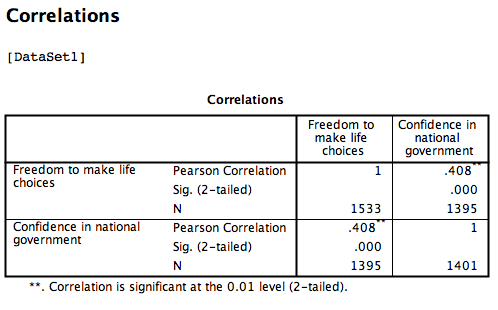 Correlations
[DataSet1]
Correlations
Freedom to make life choices Confidence in national government
Freedom to make life choices Pearson Correlation 1 .408**
Sig. (2-tailed) .000
N 1533 1395
Confidence in national government Pearson Correlation .408** 1
Sig. (2-tailed) .000
N 1395 1401
**. Correlation is significant at the 0.01 level (2-tailed).